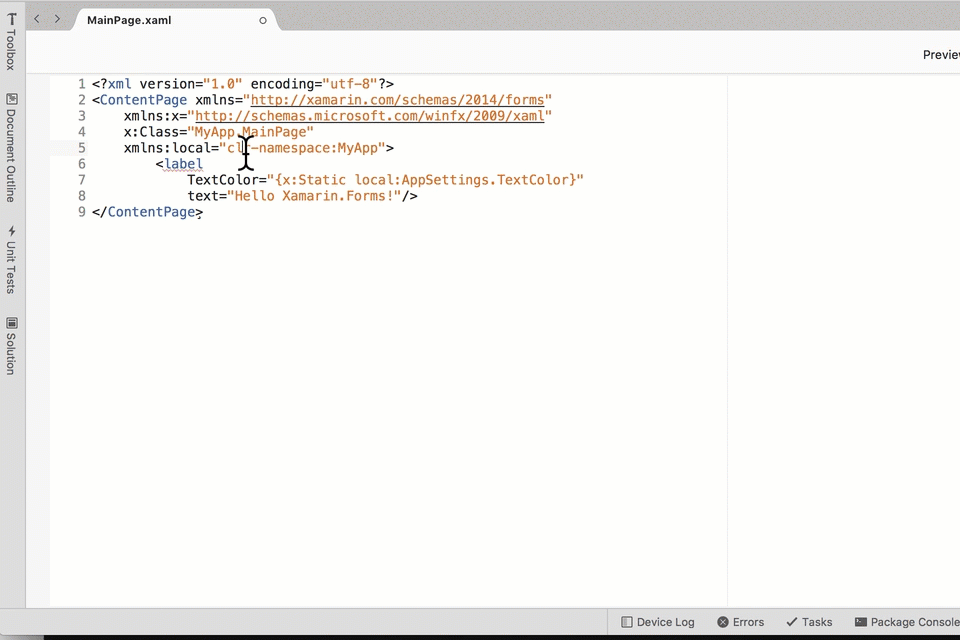 MainPage.xaml
Toolbox
Document Outline
Unit Tests
Solution
1 <?xml version="1.0" encoding="utf-8"?>
2 <ContentPage xmlns="http://xamarin.com/schemas/2014/forms"
3 xmlns:x="http://schemas.microsoft.com/winfx/2009/xaml"
4 x:Class="MyApp.MainPage"
5 xmlns:local="clr-namespace:MyApp">
6 <label
7 TextColor="{x:Static local:AppSettings.TextColor}"
8 text="Hello Xamarin.Forms!"/>
9 </ContentPage>
Preview
Device Log
Errors
Tasks
Package Console